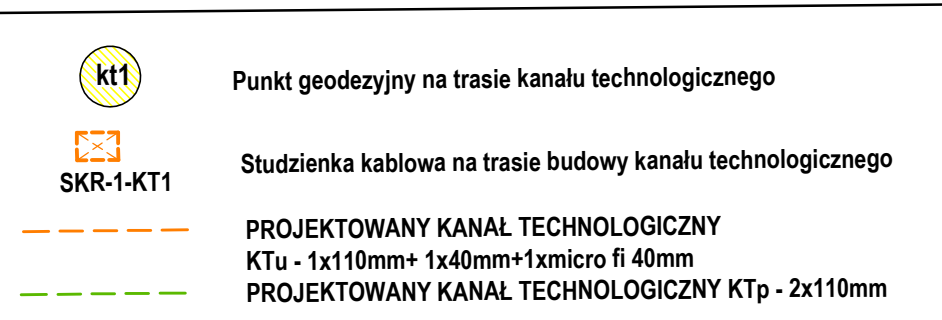 kt1
Punkt geodezyjny na trasie kanału technologicznego
SKR-1-KT1
Studzienka kablowa na trasie budowy kanału technologicznego
PROJEKTOWANY KANAŁ TECHNOLOGICZNY
KTu - 1x110mm+ 1x40mm+1xmicro fi 40mm
PROJEKTOWANY KANAŁ TECHNOLOGICZNY KTp - 2x110mm